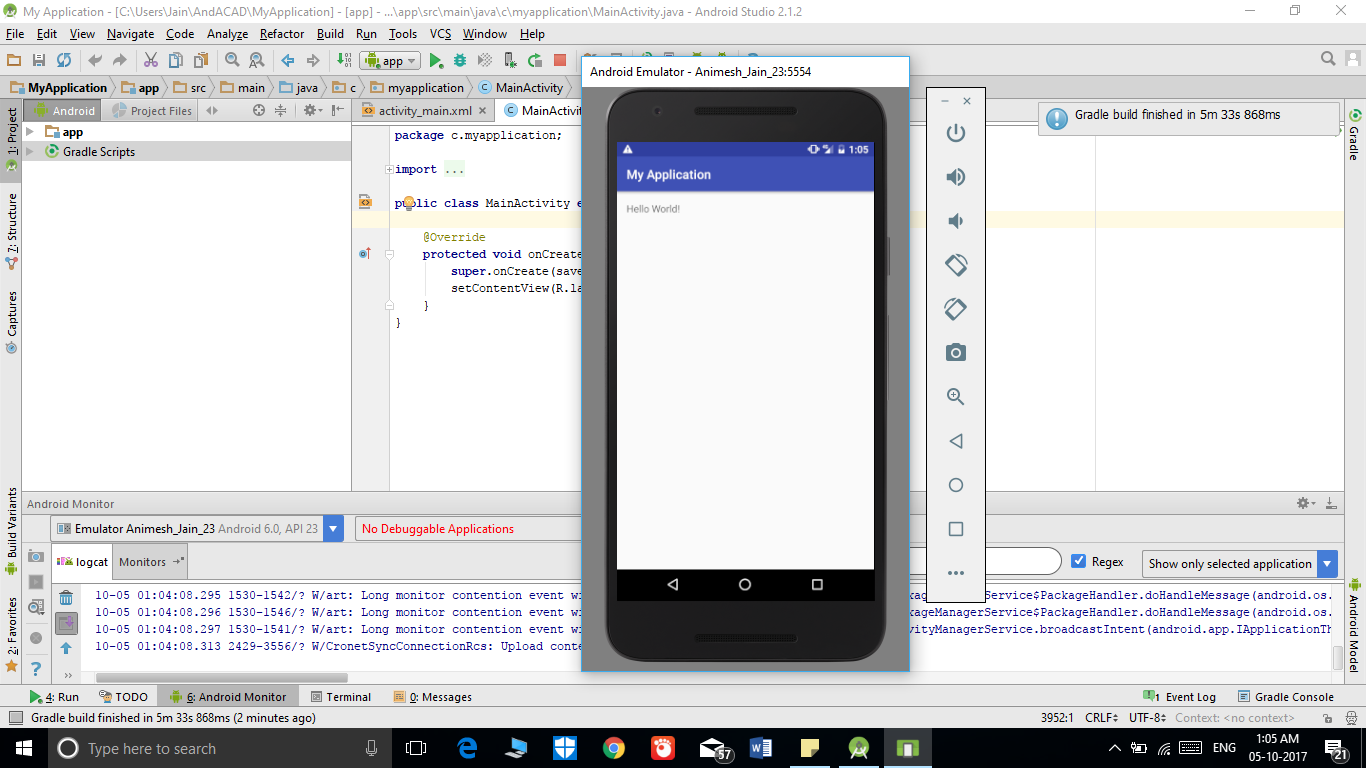 My Application - [C:\Users\Jain\AndACAD\MyApplication] - [app] - ...\app\src\main\java\c\myapplication\MainActivity.java - Android Studio 2.1.2
File Edit View Navigate Code Analyze Refactor Build Run Tools VCS Window Help
app
MyApplication app src main java c myapplication MainActivity
Android Project Files
activity_main.xml
1: Project
7: Structure
Captures
Build Variants
2: Favorites
app
Gradle Scripts
package c.myapplication;
import ...
public class MainActivity
@Override
protected void onCreate
super.onCreate(save
setContentView(R.la
}
}
Android Emulator - Animesh_Jain_23:5554
1:05
My Application
Hello World!
Gradle build finished in 5m 33s 868ms
Gradle
Android Model
Android Monitor
Emulator Animesh_Jain_23 Android 6.0, API 23
No Debuggable Applications
logcat Monitors
Regex
Show only selected application
10-05 01:04:08.295 1530-1542/? W/art: Long monitor contention event wi
ckageManagerService$PackageHandler.doHandleMessage(android.os.
10-05 01:04:08.296 1530-1546/? W/art: Long monitor contention event wi
ckageManagerService$PackageHandler.doHandleMessage(android.os.
10-05 01:04:08.297 1530-1541/? W/art: Long monitor contention event wi
vityManagerService.broadcastIntent(android.app.IApplicationTh
10-05 01:04:08.313 2429-3556/? W/CronetSyncConnectionRcs: Upload conte
4: Run TODO 6: Android Monitor Terminal 0: Messages
1 Event Log Gradle Console
Gradle build finished in 5m 33s 868ms (2 minutes ago)
3952:1 CRLF UTF-8 Context: <no context>
Type here to search
57
ENG
1:05 AM
05-10-2017
21